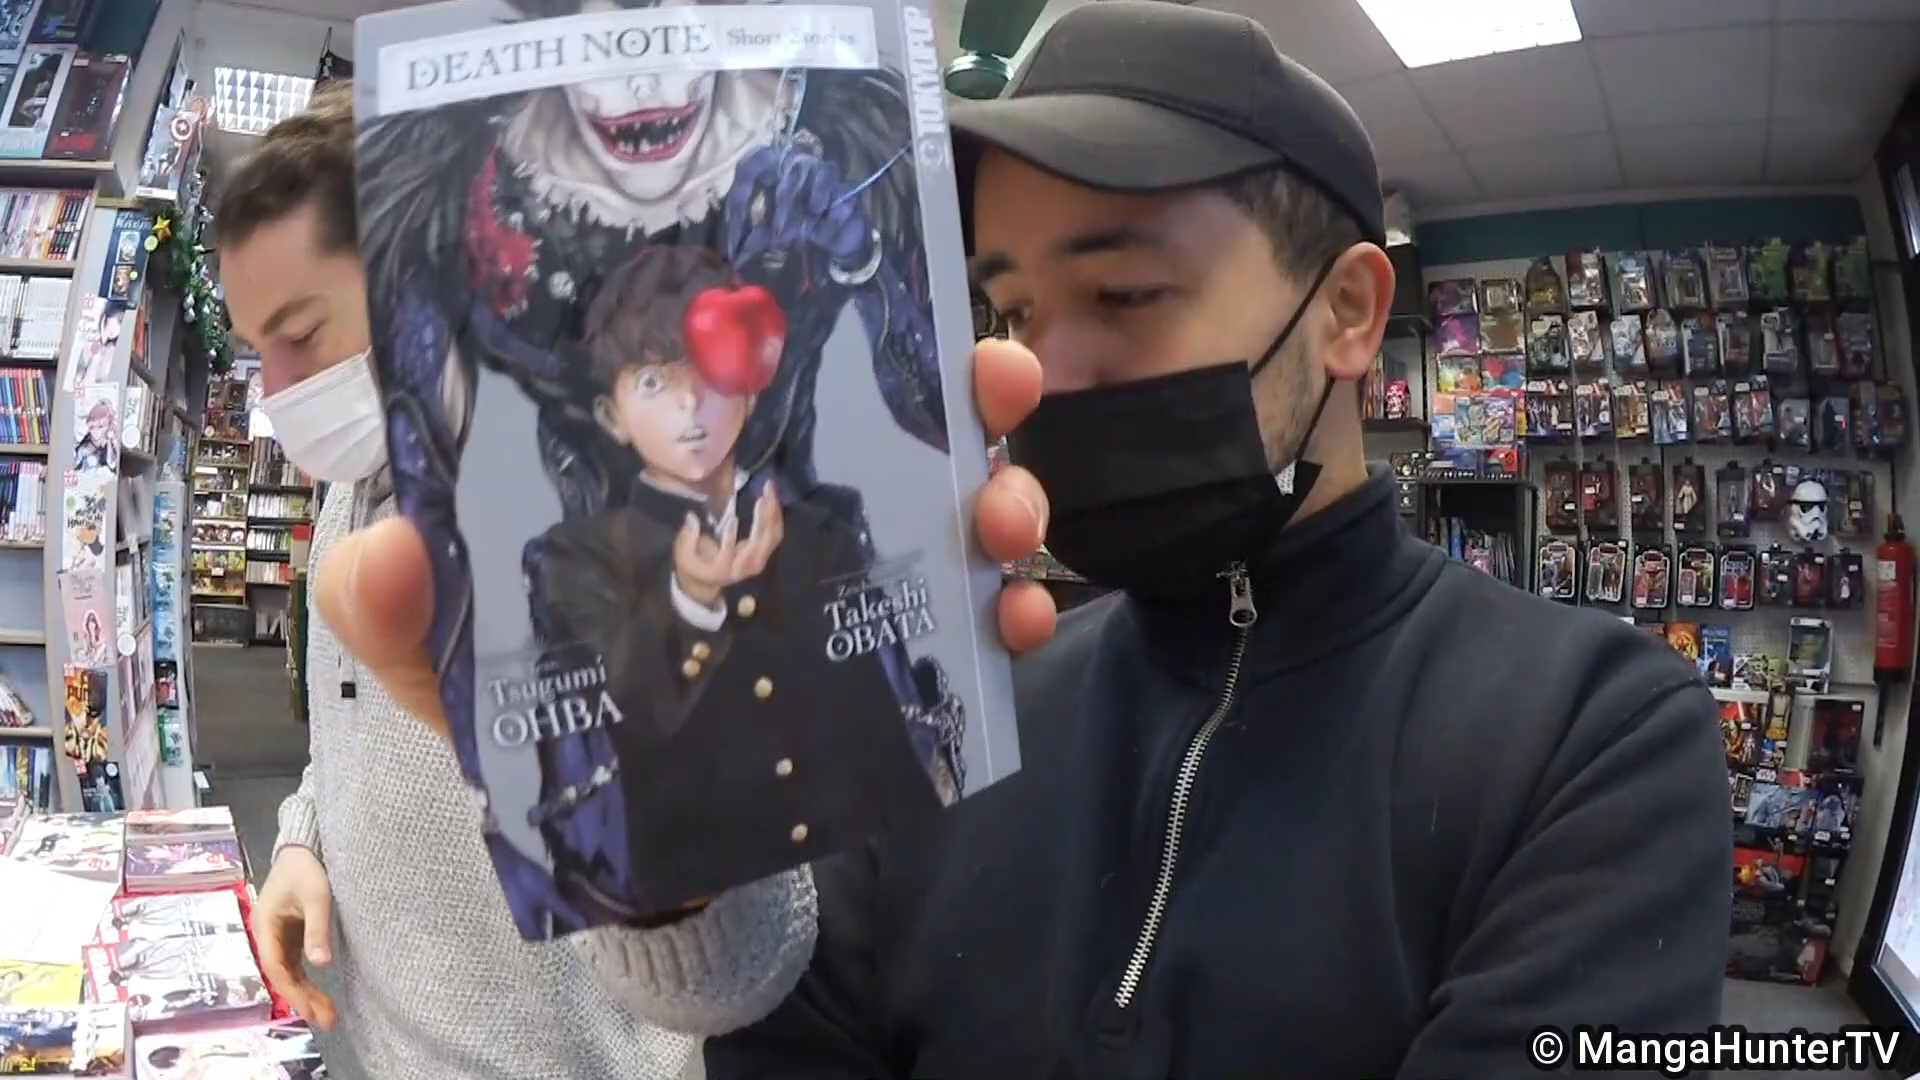 DEATH NOTE Short Stories
TOKYOPOP
Takeshi
OBATA
Tsugumi
OHBA
© MangaHunterTV